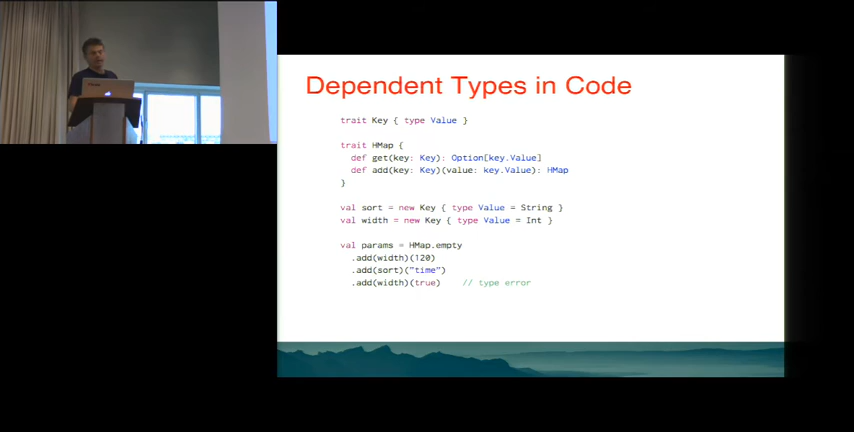 Dependent Types in Code
trait Key { type Value }
trait HMap {
def get(key: Key): Option[key.Value]
def add(key: Key)(value: key.Value): HMap
}
val sort = new Key { type Value = String }
val width = new Key { type Value = Int }
val params = HMap.empty
.add(width)(120)
.add(sort)("time")
.add(width)(true) // type error